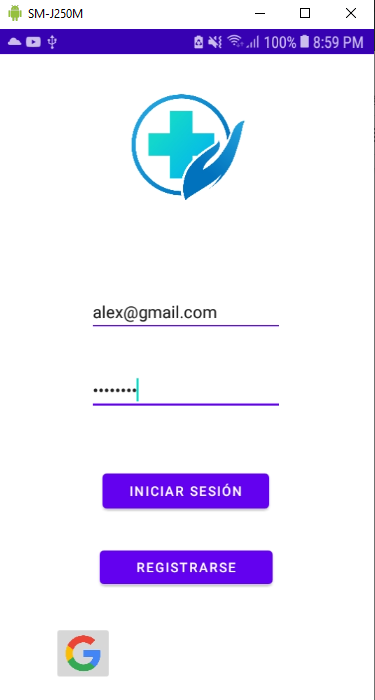 SM-J250M
100% 8:59 PM
alex@gmail.com
••••••••
INICIAR SESIÓN
REGISTRARSE
G